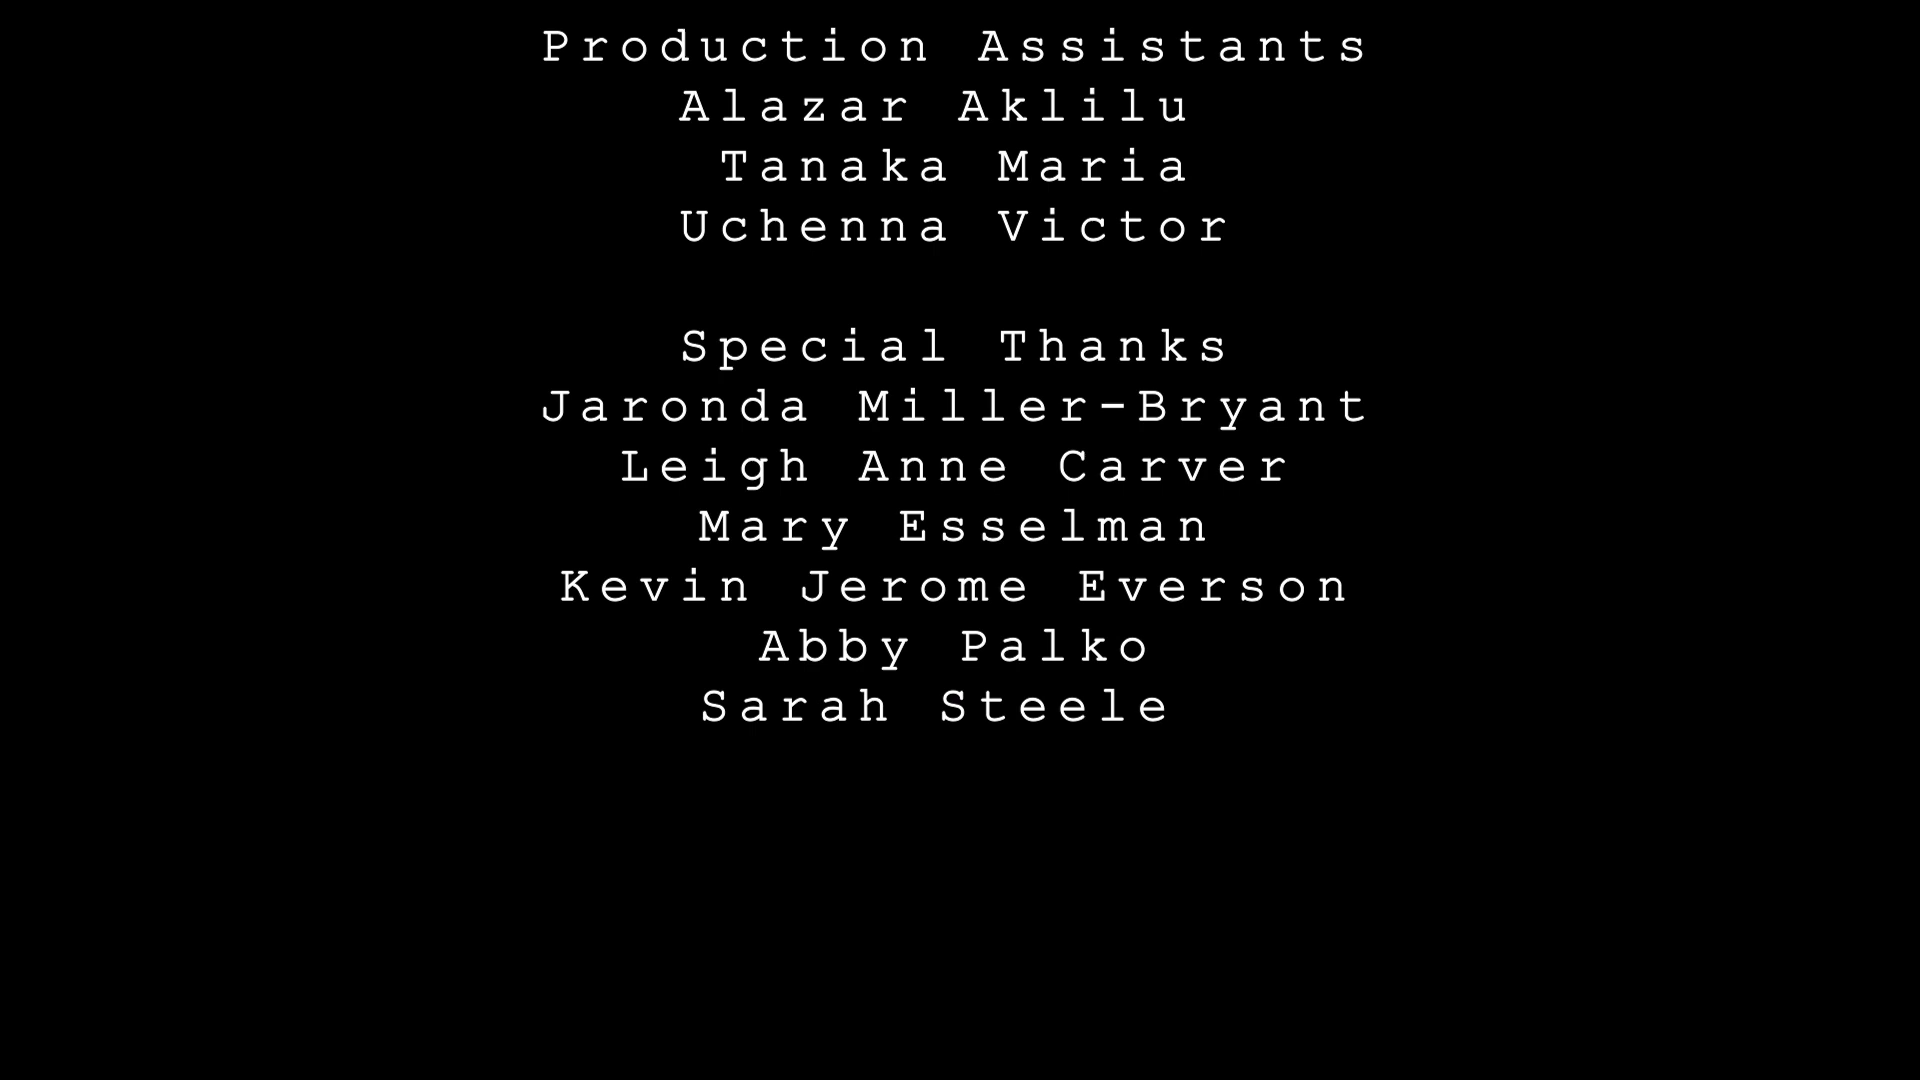 Production Assistants
Alazar Aklilu
Tanaka Maria
Uchenna Victor
Special Thanks
Jaronda Miller-Bryant
Leigh Anne Carver
Mary Esselman
Kevin Jerome Everson
Abby Palko
Sarah Steele